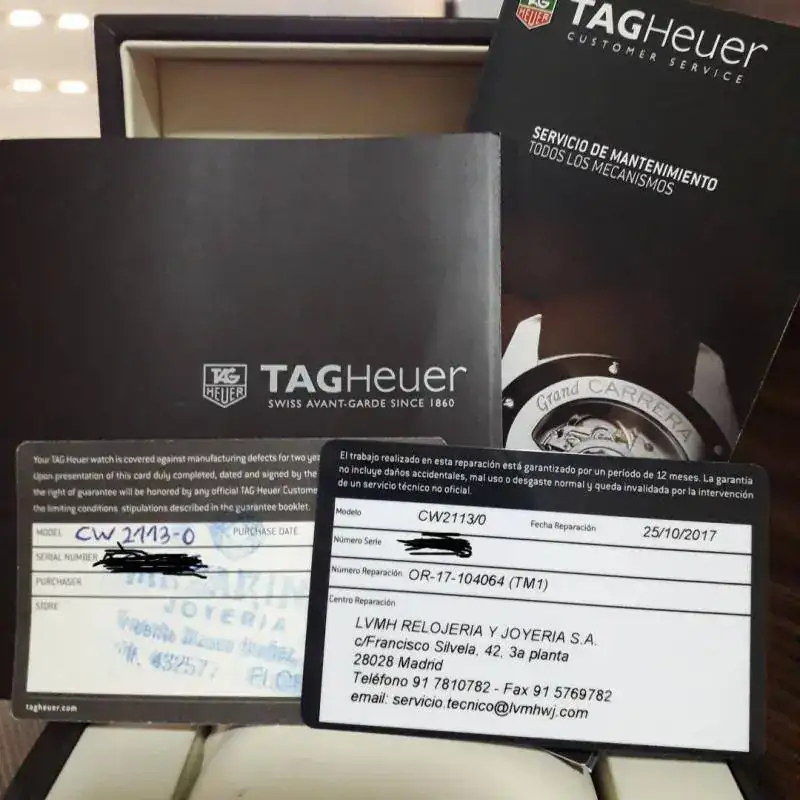 TAG
HEUER
TAGHeuer
CUSTOMER SERVICE
SERVICIO DE MANTENIMIENTO
TODOS LOS MECANISMOS
Grand CARRERA
TAG
HEUER
TAGHeuer
SWISS AVANT-GARDE SINCE 1860
Your TAG Heuer watch is covered against manufacturing defects for two
Upon presentation of this card duly completed, dated and signed by the
the right of guarantee will be honored by any official TAG Heuer
the limiting conditions stipulations described in the guarantee booklet.
MODEL CW2113-0 PURCHASE DATE
SERIAL NUMBER
PURCHASER
STORE
JOYERIA
tagheuer.com
El trabajo realizado en esta reparación está garantizado por un período de 12 meses. La garantía
no incluye daños accidentales, mal uso o desgaste normal y queda invalidada por la intervención
de un servicio técnico no oficial.
Modelo CW2113/0 Fecha Reparación 25/10/2017
Número Serie
Número Reparación OR-17-104064 (TM1)
Centro Reparación
LVMH RELOJERIA Y JOYERIA S.A.
c/Francisco Silvela, 42, 3a planta
28028 Madrid
Teléfono 91 7810782 - Fax 91 5769782
email: servicio.tecnico@lvmhwj.com